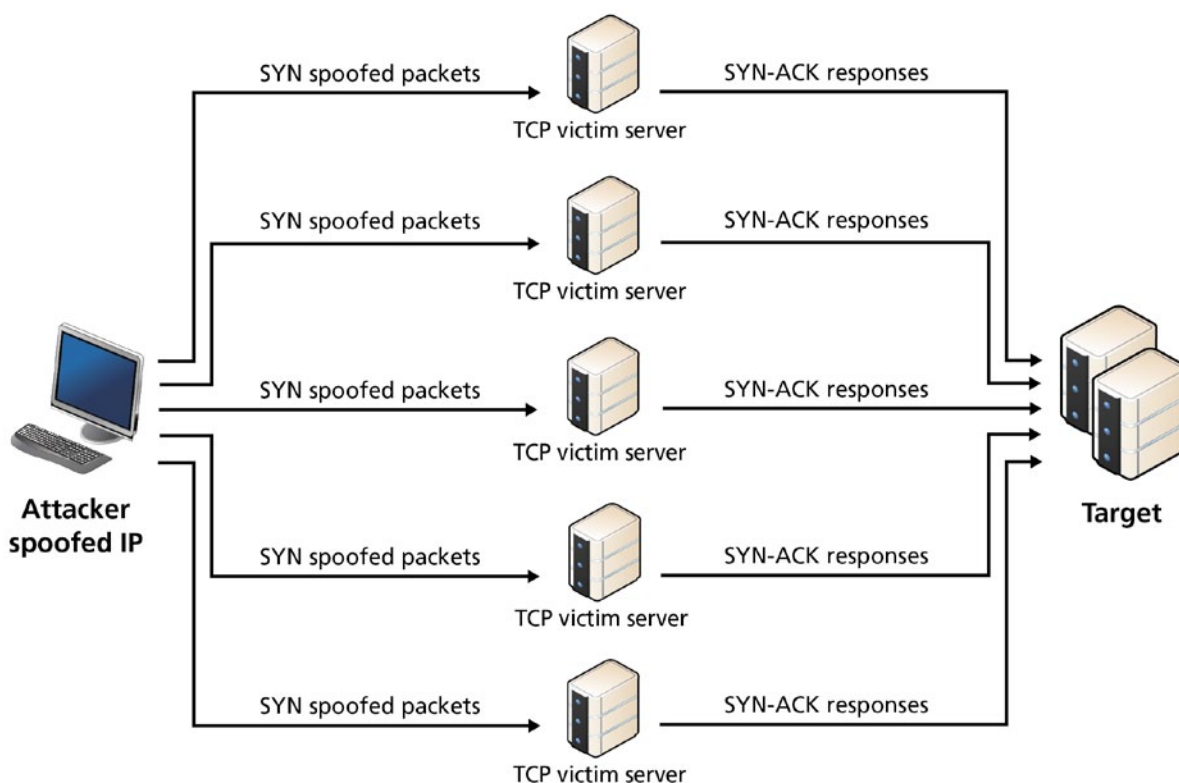 SYN spoofed packets
SYN-ACK responses
TCP victim server
SYN spoofed packets
SYN-ACK responses
TCP victim server
SYN spoofed packets
SYN-ACK responses
TCP victim server
Attacker
spoofed IP
Target
SYN spoofed packets
SYN-ACK responses
TCP victim server
SYN spoofed packets
SYN-ACK responses
TCP victim server